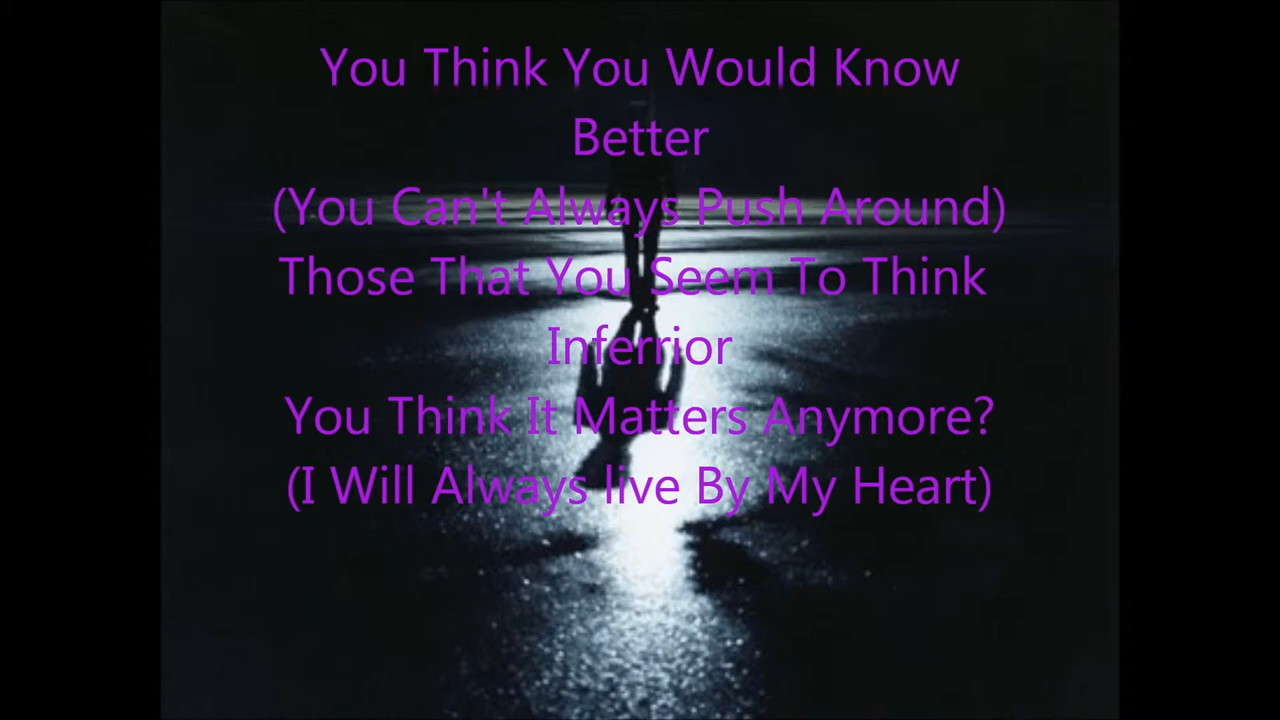 You Think You Would Know
Better
(You Can't Always Push Around)
Those That You Seem To Think
Inferrior
You Think It Matters Anymore?
(I Will Always live By My Heart)